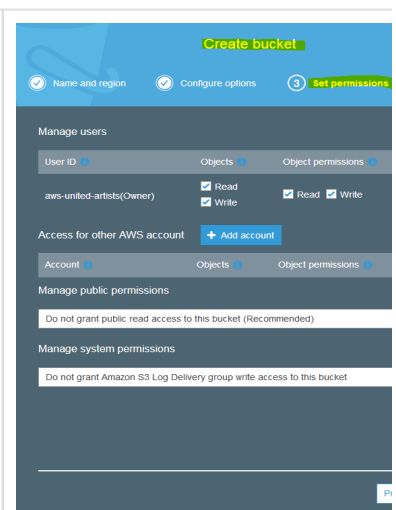 Create bucket
Name and region
Configure options
3 Set permissions
Manage users
User ID Objects Object permissions
aws-united-artists(Owner) Read Write Read Write
Access for other AWS account + Add account
Account Objects Object permissions
Manage public permissions
Do not grant public read access to this bucket (Recommended)
Manage system permissions
Do not grant Amazon S3 Log Delivery group write access to this bucket